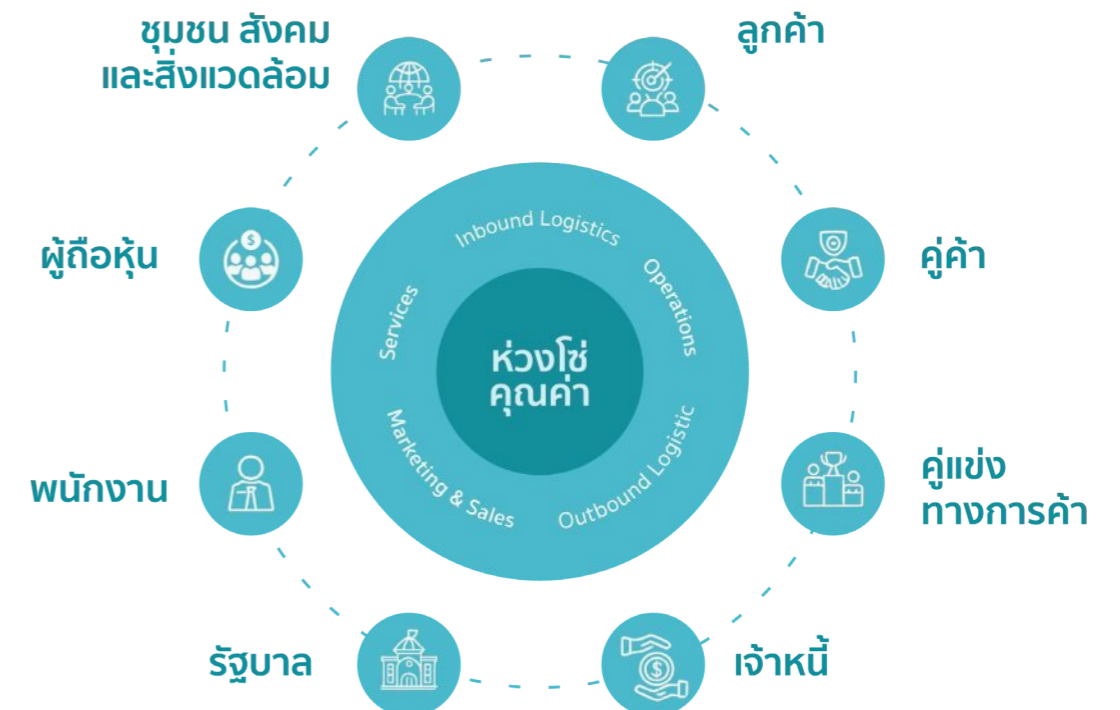 ชุมชน สังคม
และสิ่งแวดล้อม
ลูกค้า
ผู้ถือหุ้น
คู่ค้า
พนักงาน
คู่แข่ง
ทางการค้า
รัฐบาล
เจ้าหนี้
Inbound Logistics
Operations
Outbound Logistic
Marketing & Sales
Services
ห่วงโซ่
คุณค่า
$
$